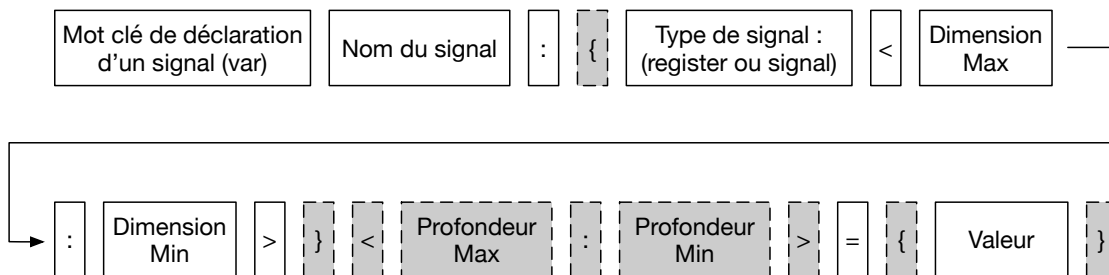 Mot clé de déclaration
d'un signal (var)
Nom du signal
:
{
Type de signal :
(register ou signal)
<
Dimension
Max
:
Dimension
Min
>
}
<
Profondeur
Max
:
Profondeur
Min
>
=
{
Valeur
}